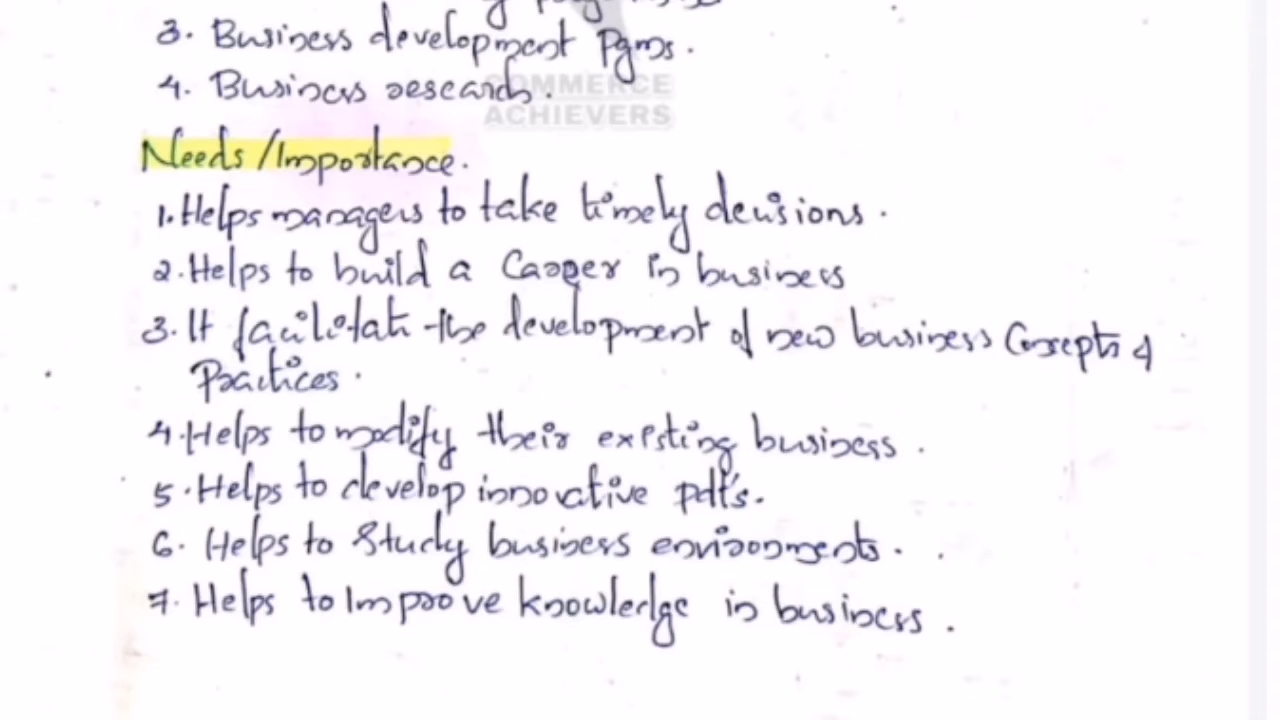 3. Business development Pgms.
4. Business research.
COMMERCE
ACHIEVERS
Needs/Importance.
1. Helps managers to take timely decisions.
2. Helps to build a Career in business
3. It facilitate the development of new business Concepts &
Practices.
4. Helps to modify their existing business.
5. Helps to develop innovative pdt's.
6. Helps to Study business environments.
7. Helps to Improve knowledge in business.